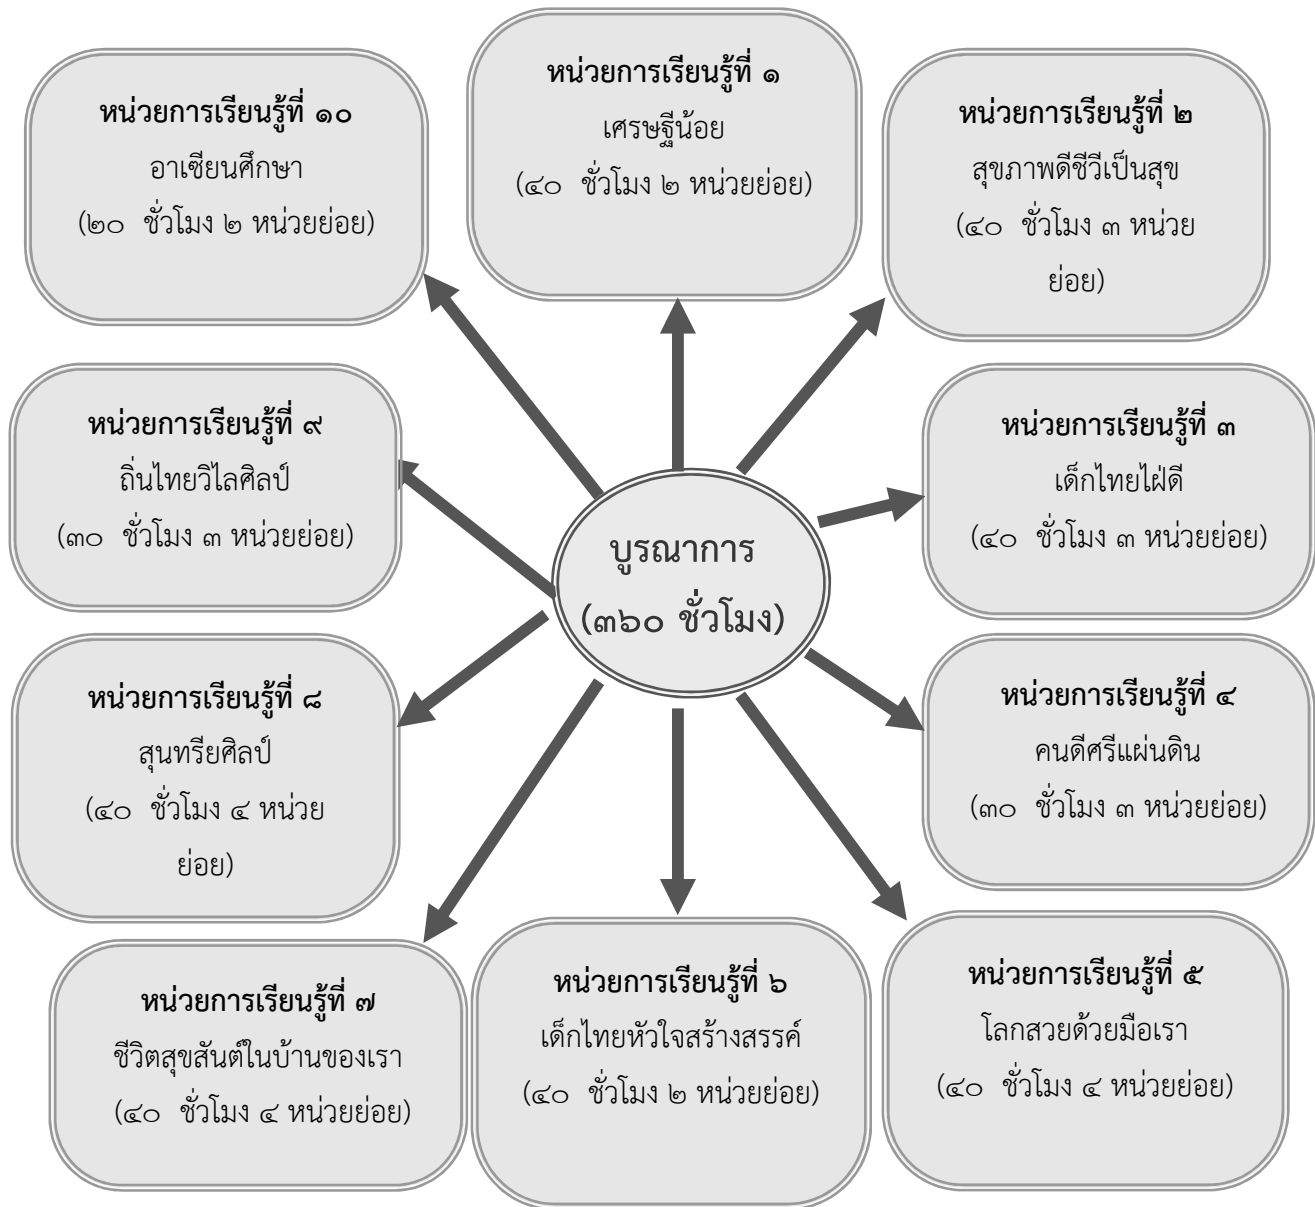 หน่วยการเรียนรู้ที่ ๑
เศรษฐีน้อย
(๔๐ ชั่วโมง ๒ หน่วยย่อย)
หน่วยการเรียนรู้ที่ ๒
สุขภาพดีชีวีเป็นสุข
(๔๐ ชั่วโมง ๓ หน่วย
ย่อย)
หน่วยการเรียนรู้ที่ ๓
เด็กไทยไฝ่ดี
(๔๐ ชั่วโมง ๓ หน่วยย่อย)
หน่วยการเรียนรู้ที่ ๔
คนดีศรีแผ่นดิน
(๓๐ ชั่วโมง ๓ หน่วยย่อย)
หน่วยการเรียนรู้ที่ ๕
โลกสวยด้วยมือเรา
(๔๐ ชั่วโมง ๔ หน่วยย่อย)
หน่วยการเรียนรู้ที่ ๖
เด็กไทยหัวใจสร้างสรรค์
(๔๐ ชั่วโมง ๒ หน่วยย่อย)
หน่วยการเรียนรู้ที่ ๗
ชีวิตสุขสันต์ในบ้านของเรา
(๔๐ ชั่วโมง ๔ หน่วยย่อย)
หน่วยการเรียนรู้ที่ ๘
สุนทรียศิลป์
(๔๐ ชั่วโมง ๔ หน่วย
ย่อย)
หน่วยการเรียนรู้ที่ ๙
ถิ่นไทยวิไลศิลป์
(๓๐ ชั่วโมง ๓ หน่วยย่อย)
หน่วยการเรียนรู้ที่ ๑๐
อาเซียนศึกษา
(๒๐ ชั่วโมง ๒ หน่วยย่อย)
บูรณาการ
(๓๖๐ ชั่วโมง)